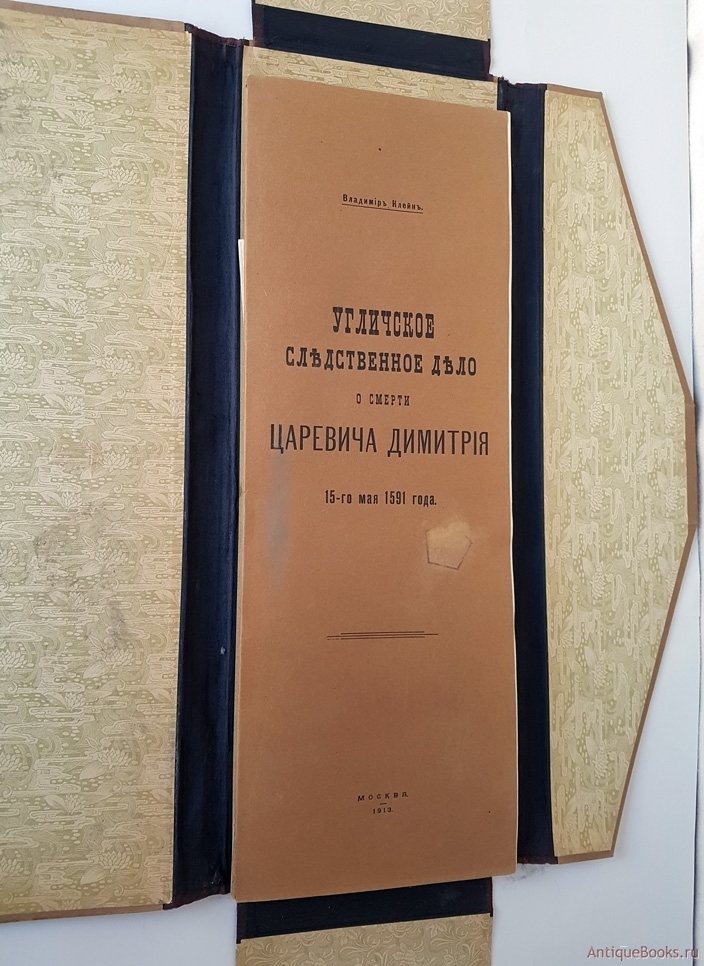 Владиміръ Клейнъ.
УГЛИЧСКОЕ
СЛѢДСТВЕННОЕ ДѢЛО
О СМЕРТИ
ЦАРЕВИЧА ДИМИТРІЯ
15-го мая 1591 года.
МОСКВА.
1913.
AntiqueBooks.ru